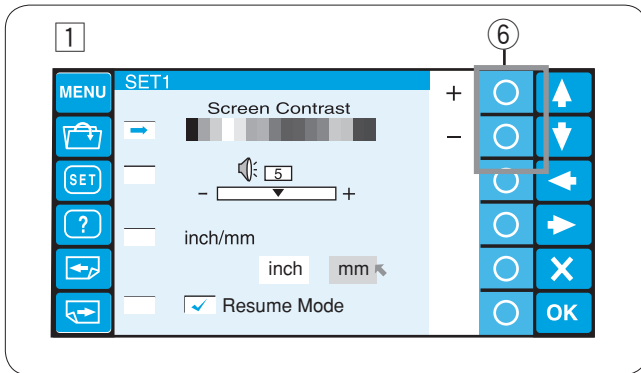 1
6
MENU
SET1
+
Screen Contrast
−
SET
5
- +
?
inch/mm
inch mm
X
✓ Resume Mode
OK